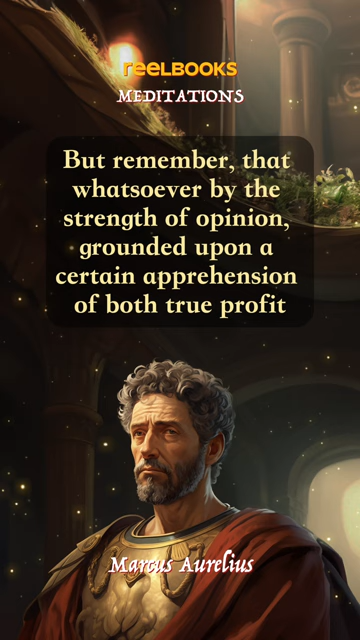 reelBOOKS
MEDITATIONS
But remember, that
whatsoever by the
strength of opinion,
grounded upon a
certain apprehension
of both true profit
Marcus Aurelius